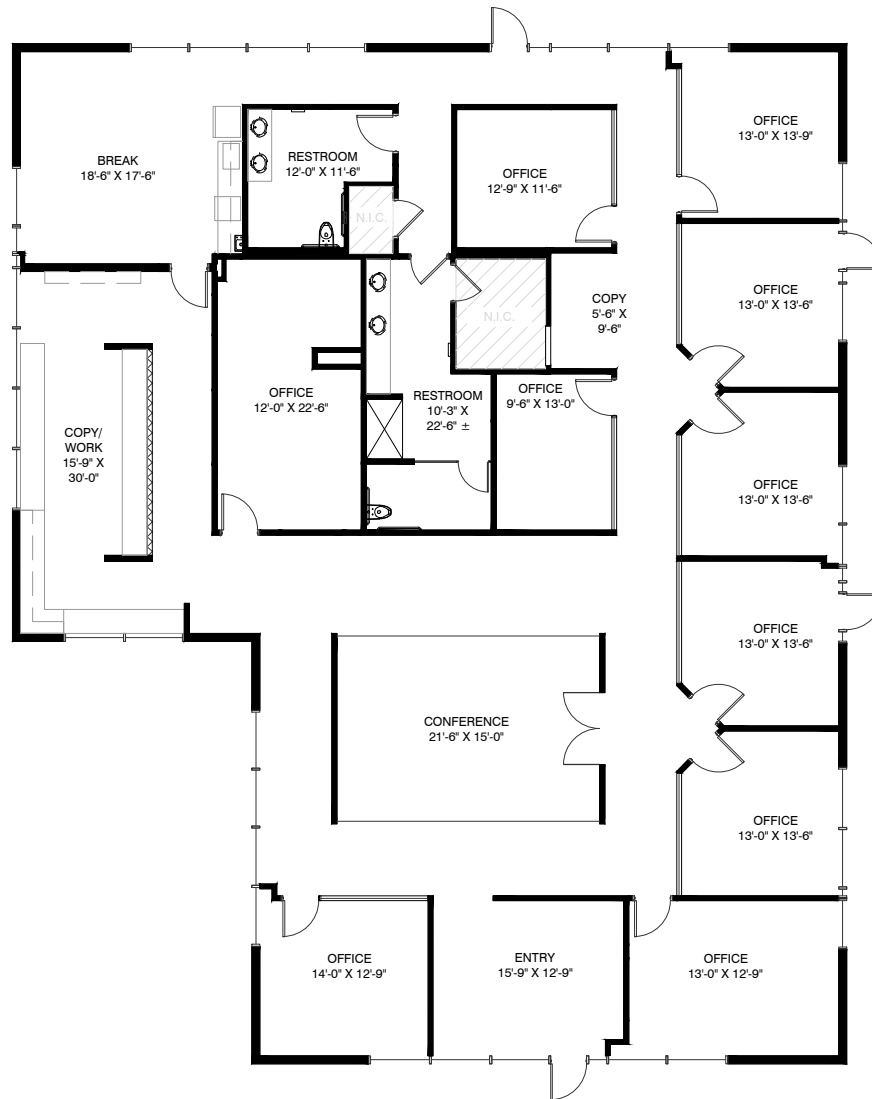 OFFICE
13'-0" X 13'-9"
BREAK
18'-6" X 17'-6"
RESTROOM
12'-0" X 11'-6"
OFFICE
12'-9" X 11'-6"
N.I.C.
OFFICE
13'-0" X 13'-6"
COPY
5'-6" X
9'-6"
N.I.C.
OFFICE
12'-0" X 22'-6"
RESTROOM
10'-3" X
22'-6" ±
OFFICE
9'-6" X 13'-0"
COPY/
WORK
15'-9" X
30'-0"
OFFICE
13'-0" X 13'-6"
OFFICE
13'-0" X 13'-6"
CONFERENCE
21'-6" X 15'-0"
OFFICE
13'-0" X 13'-6"
OFFICE
14'-0" X 12'-9"
ENTRY
15'-9" X 12'-9"
OFFICE
13'-0" X 12'-9"